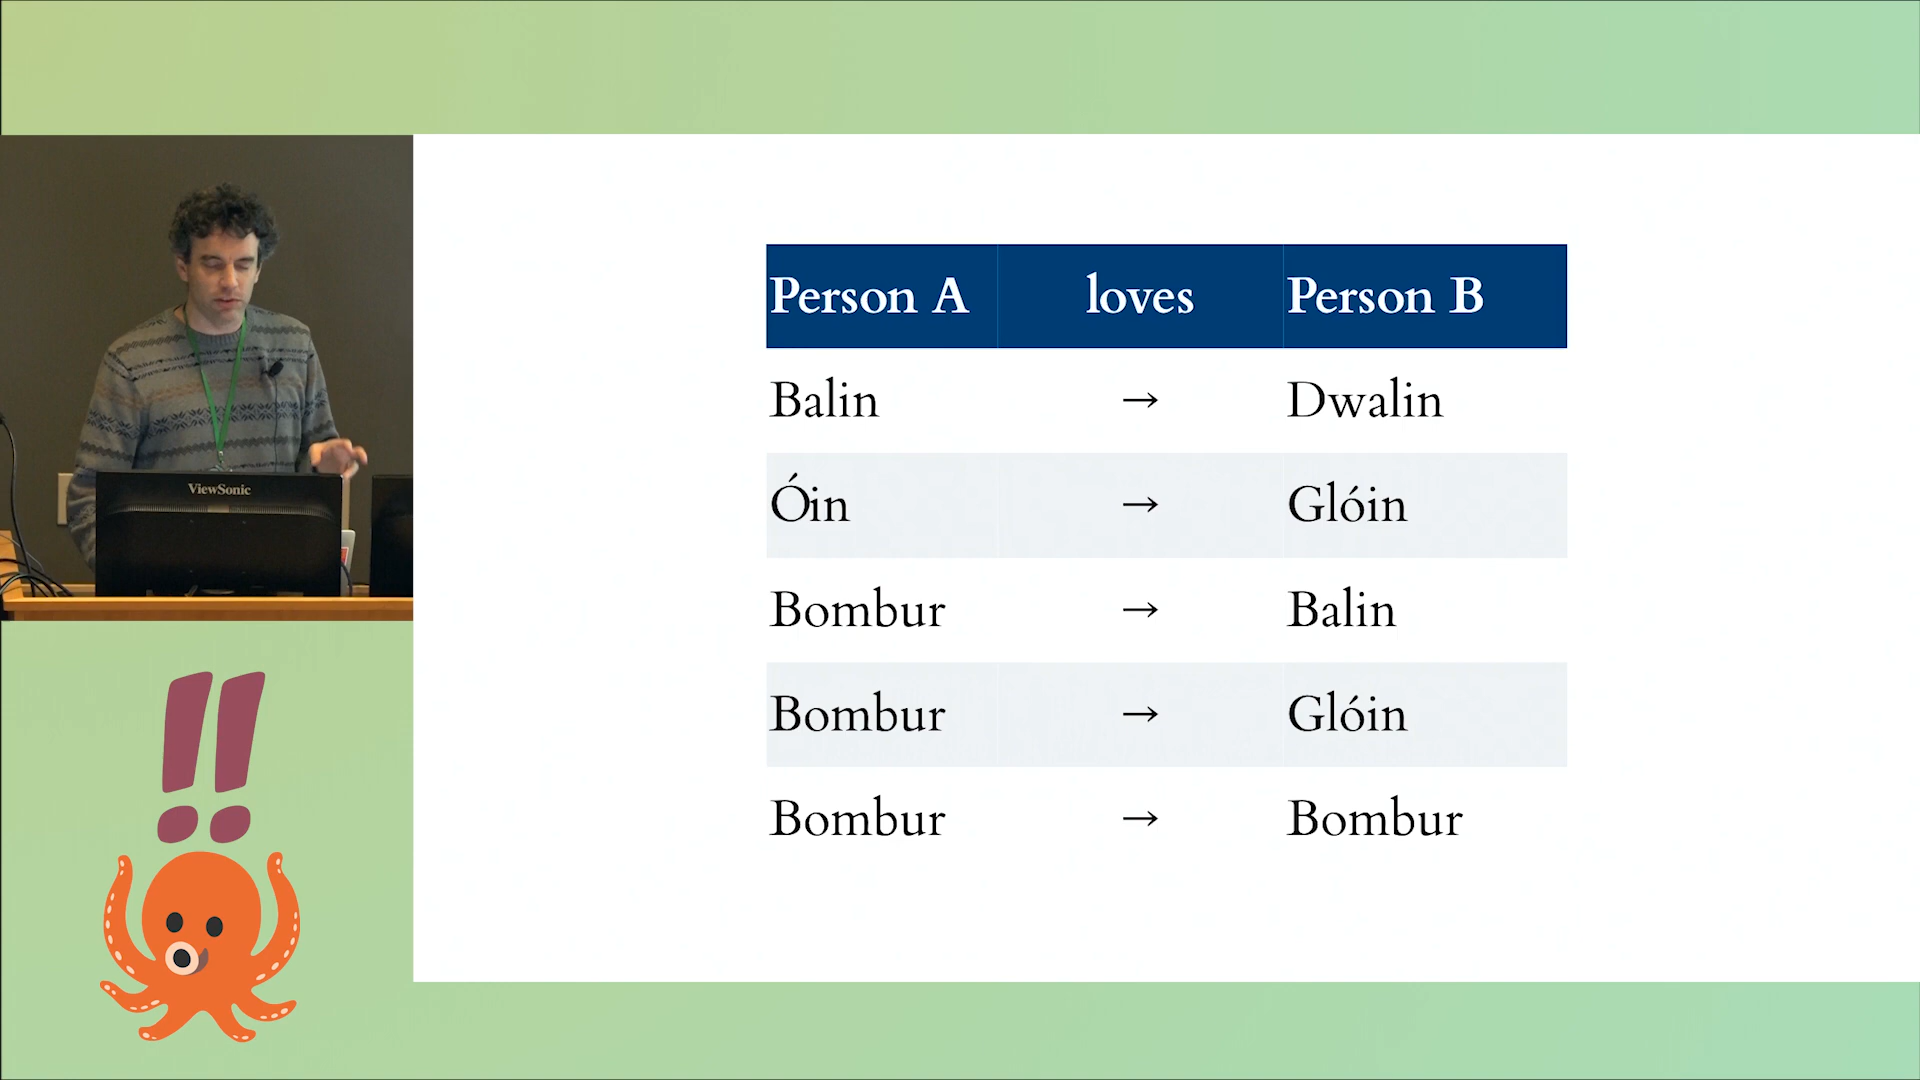 Person A loves Person B
Balin → Dwalin
Óin → Glóin
Bombur → Balin
Bombur → Glóin
Bombur → Bombur
ViewSonic
!!